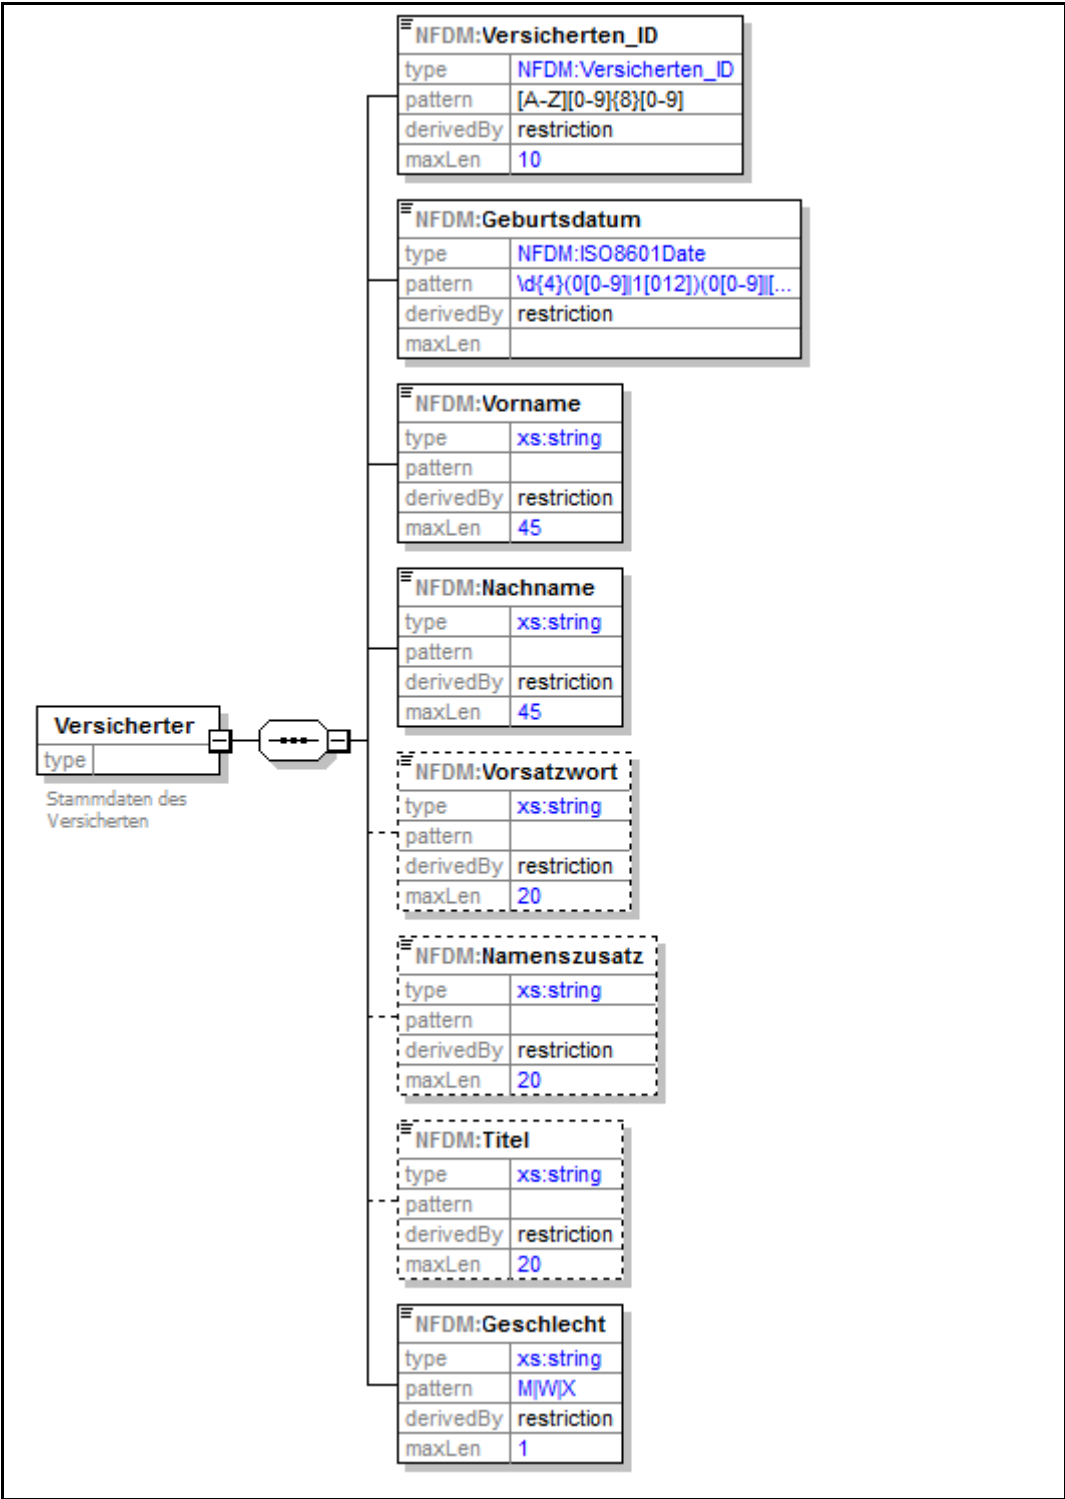 NFDM:Versicherten_ID
type NFDM:Versicherten_ID
pattern [A-Z][0-9]{8}[0-9]
derivedBy restriction
maxLen 10
NFDM:Geburtsdatum
type NFDM:ISO8601Date
pattern \d{4}(0[0-9]|1[012])(0[0-9]|[...
derivedBy restriction
maxLen
NFDM:Vorname
type xs:string
pattern
derivedBy restriction
maxLen 45
NFDM:Nachname
type xs:string
pattern
derivedBy restriction
maxLen 45
Versicherter
type
Stammdaten des
Versicherten
NFDM:Vorsatzwort
type xs:string
pattern
derivedBy restriction
maxLen 20
NFDM:Namenszusatz
type xs:string
pattern
derivedBy restriction
maxLen 20
NFDM:Titel
type xs:string
pattern
derivedBy restriction
maxLen 20
NFDM:Geschlecht
type xs:string
pattern M|W|X
derivedBy restriction
maxLen 1